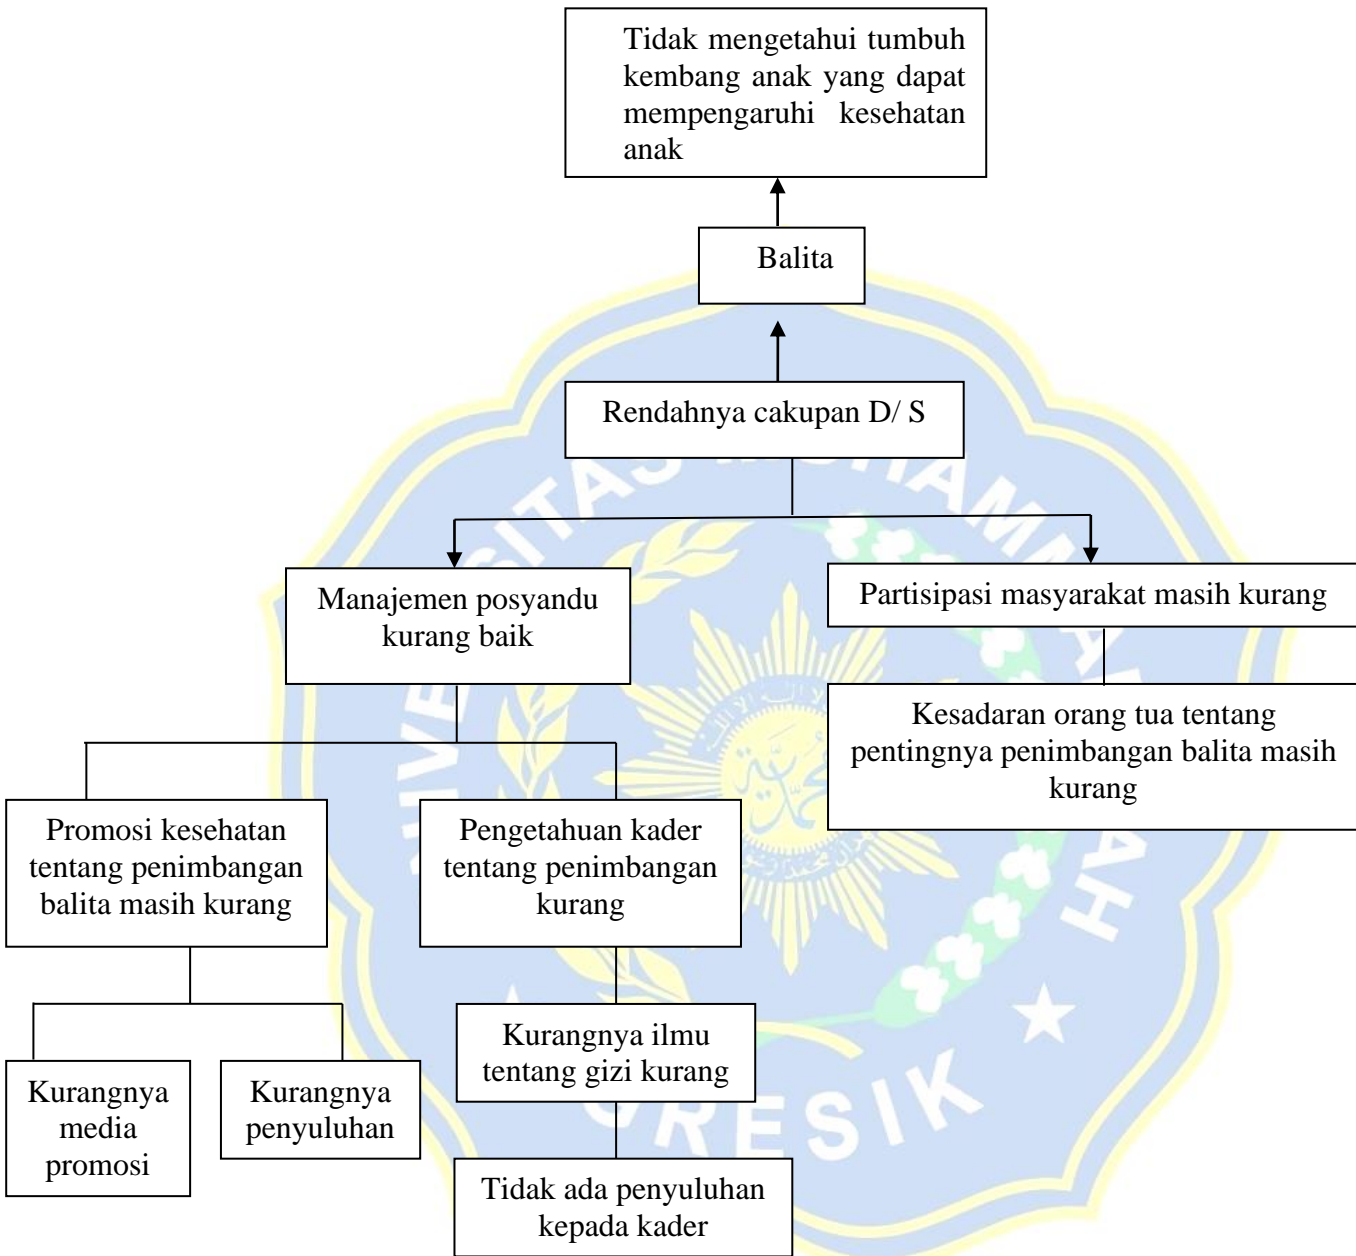 Tidak mengetahui tumbuh
kembang anak yang dapat
mempengaruhi kesehatan
anak
Balita
Rendahnya cakupan D/ S
Manajemen posyandu
kurang baik
Partisipasi masyarakat masih kurang
Kesadaran orang tua tentang
pentingnya penimbangan balita masih
kurang
Promosi kesehatan
tentang penimbangan
balita masih kurang
Pengetahuan kader
tentang penimbangan
kurang
Kurangnya ilmu
tentang gizi kurang
Kurangnya
media
promosi
Kurangnya
penyuluhan
Tidak ada penyuluhan
kepada kader
GRESIK